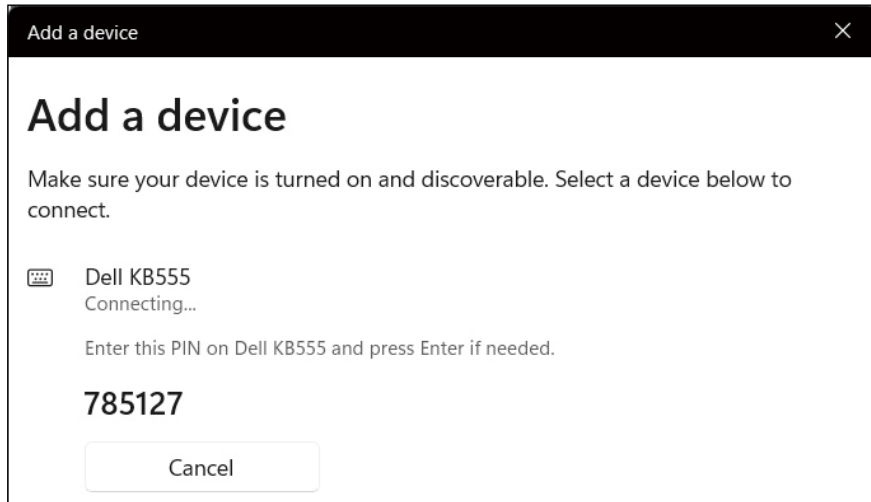 Add a device
Add a device
Make sure your device is turned on and discoverable. Select a device below to
connect.
Dell KB555
Connecting...
Enter this PIN on Dell KB555 and press Enter if needed.
785127
Cancel